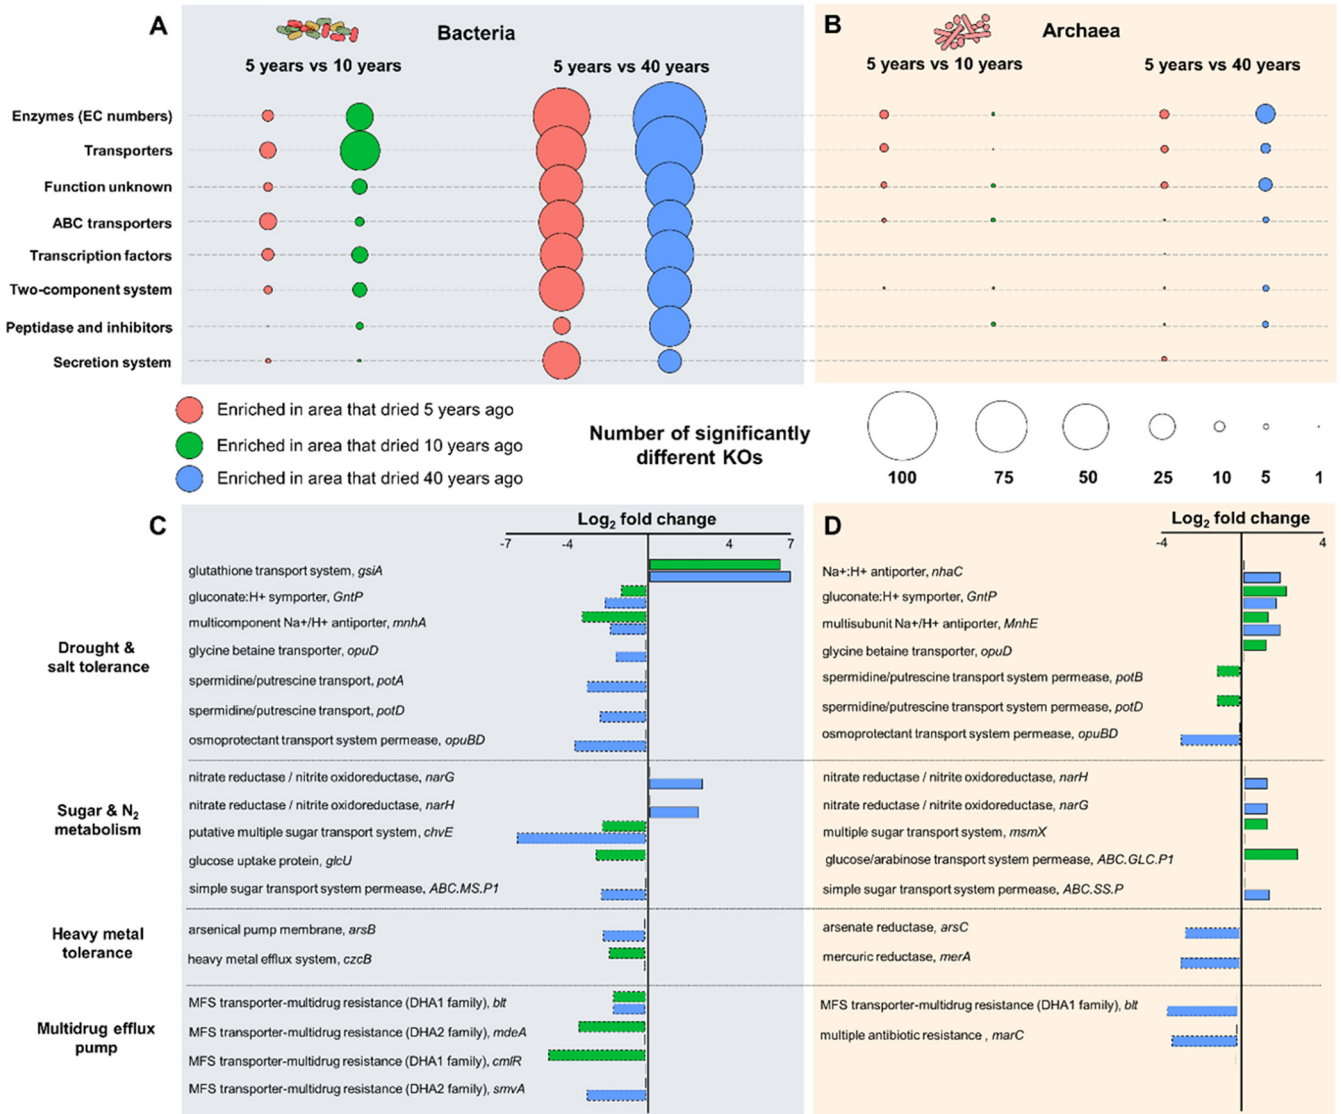 A
Bacteria
5 years vs 10 years
5 years vs 40 years
B
Archaea
5 years vs 10 years
5 years vs 40 years
Enzymes (EC numbers)
Transporters
Function unknown
ABC transporters
Transcription factors
Two-component system
Peptidase and inhibitors
Secretion system
Enriched in area that dried 5 years ago
Enriched in area that dried 10 years ago
Enriched in area that dried 40 years ago
Number of significantly
different KOs
100 75 50 25 10 5 1
C
Log2 fold change
-7 -4 4 7
Drought &
salt tolerance
glutathione transport system, gsiA
gluconate:H+ symporter, GntP
multicomponent Na+/H+ antiporter, mnhA
glycine betaine transporter, opuD
spermidine/putrescine transport, potA
spermidine/putrescine transport, potD
osmoprotectant transport system permease, opuBD
Sugar & N2
metabolism
nitrate reductase / nitrite oxidoreductase, narG
nitrate reductase / nitrite oxidoreductase, narH
putative multiple sugar transport system, chvE
glucose uptake protein, glcU
simple sugar transport system permease, ABC.MS.P1
Heavy metal
tolerance
arsenical pump membrane, arsB
heavy metal efflux system, czcB
Multidrug efflux
pump
MFS transporter-multidrug resistance (DHA1 family), blt
MFS transporter-multidrug resistance (DHA2 family), mdeA
MFS transporter-multidrug resistance (DHA1 family), cmlR
MFS transporter-multidrug resistance (DHA2 family), smvA
D
Log2 fold change
-4 4
Na+:H+ antiporter, nhaC
gluconate:H+ symporter, GntP
multisubunit Na+/H+ antiporter, MnhE
glycine betaine transporter, opuD
spermidine/putrescine transport system permease, potB
spermidine/putrescine transport system permease, potD
osmoprotectant transport system permease, opuBD
nitrate reductase / nitrite oxidoreductase, narH
nitrate reductase / nitrite oxidoreductase, narG
multiple sugar transport system, msmX
glucose/arabinose transport system permease, ABC.GLC.P1
simple sugar transport system permease, ABC.SS.P
arsenate reductase, arsC
mercuric reductase, merA
MFS transporter-multidrug resistance (DHA1 family), blt
multiple antibiotic resistance , marC